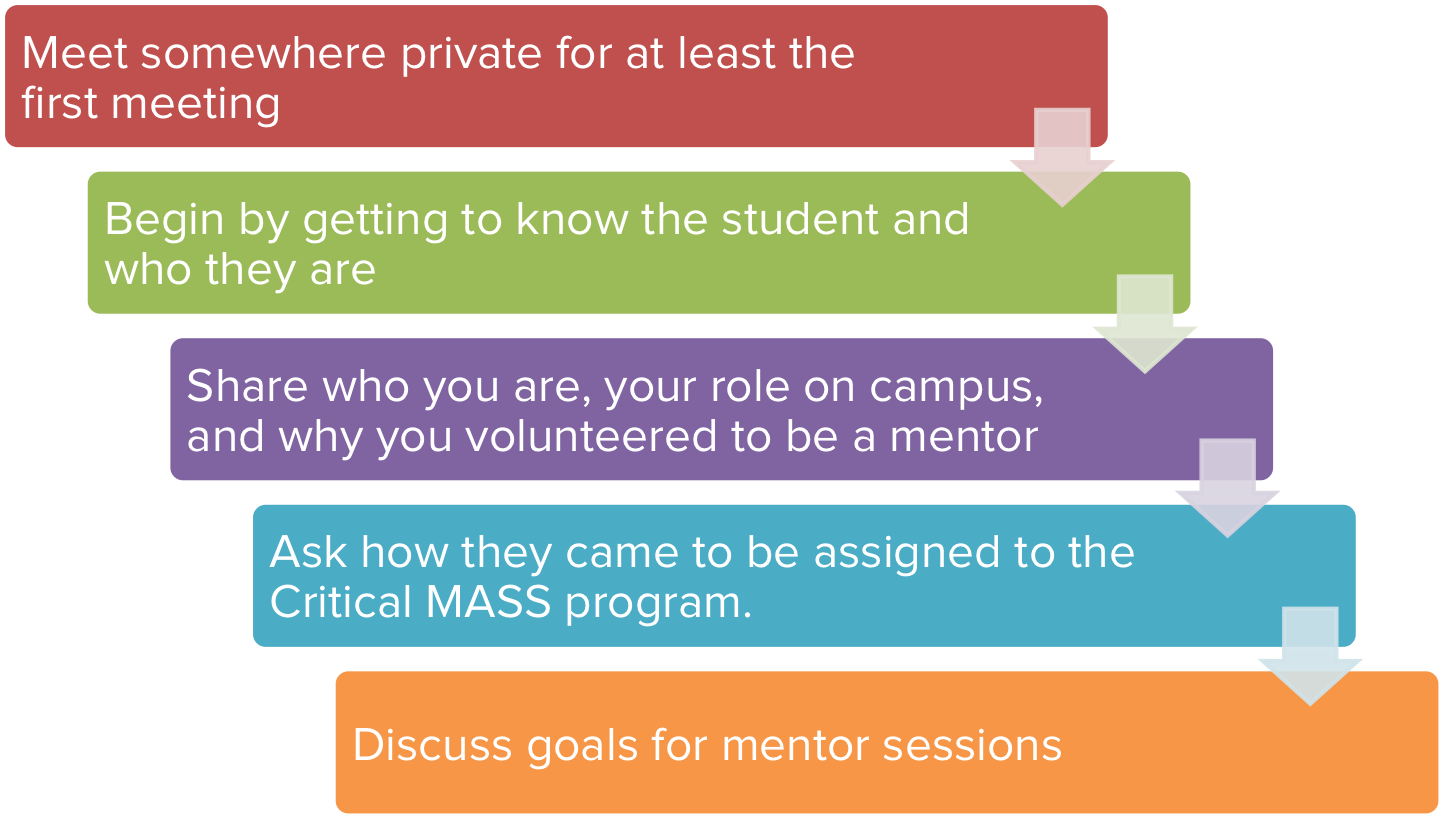 Meet somewhere private for at least the
first meeting
Begin by getting to know the student and
who they are
Share who you are, your role on campus,
and why you volunteered to be a mentor
Ask how they came to be assigned to the
Critical MASS program.
Discuss goals for mentor sessions